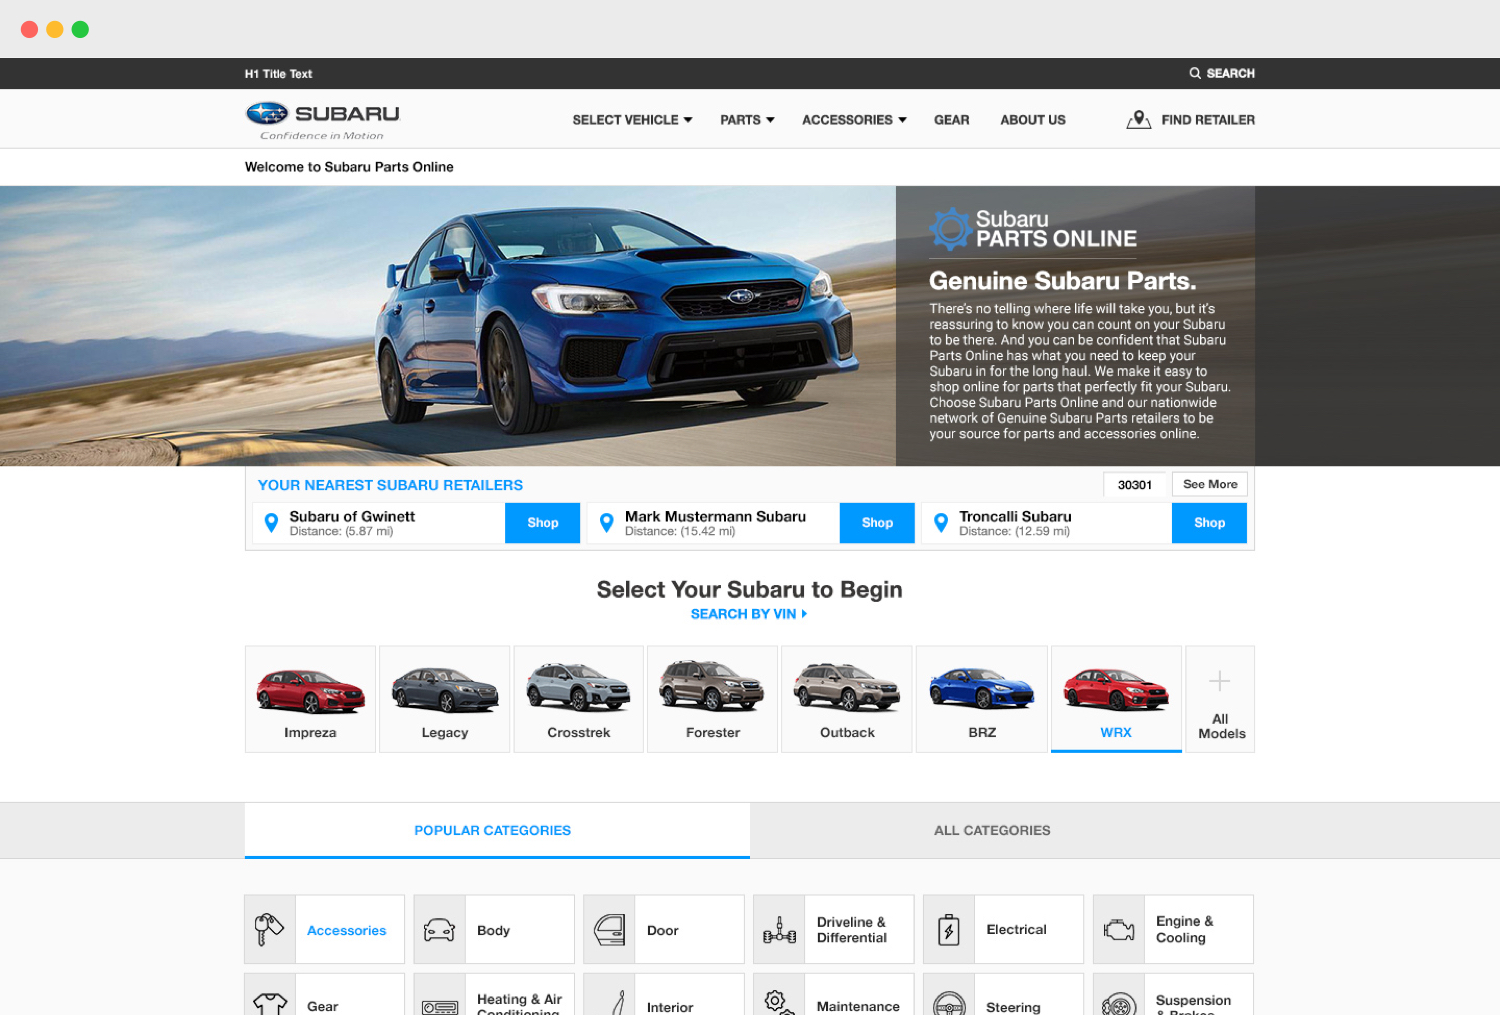 H1 Title Text
SEARCH
SUBARU
Confidence in Motion
SELECT VEHICLE
PARTS
ACCESSORIES
GEAR
ABOUT US
FIND RETAILER
Welcome to Subaru Parts Online
Subaru
PARTS ONLINE
Genuine Subaru Parts.
There's no telling where life will take you, but it's
reassuring to know you can count on your Subaru
to be there. And you can be confident that Subaru
Parts Online has what you need to keep your
Subaru in for the long haul. We make it easy to
shop online for parts that perfectly fit your Subaru.
Choose Subaru Parts Online and our nationwide
network of Genuine Subaru Parts retailers to be
your source for parts and accessories online.
YOUR NEAREST SUBARU RETAILERS
30301
See More
Subaru of Gwinett
Distance: (5.87 mi)
Shop
Mark Mustermann Subaru
Distance: (15.42 mi)
Shop
Troncalli Subaru
Distance: (12.59 mi)
Shop
Select Your Subaru to Begin
SEARCH BY VIN
Impreza
Legacy
Crosstrek
Forester
Outback
BRZ
WRX
All
Models
POPULAR CATEGORIES
ALL CATEGORIES
Accessories
Body
Door
Driveline &
Differential
Electrical
Engine &
Cooling
Gear
Heating & Air
Conditioning
Interior
Maintenance
Steering
Suspension
& Brakes